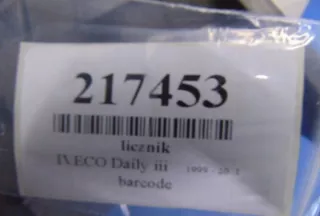 217453
licznik
IVECO Daily iii
barcode